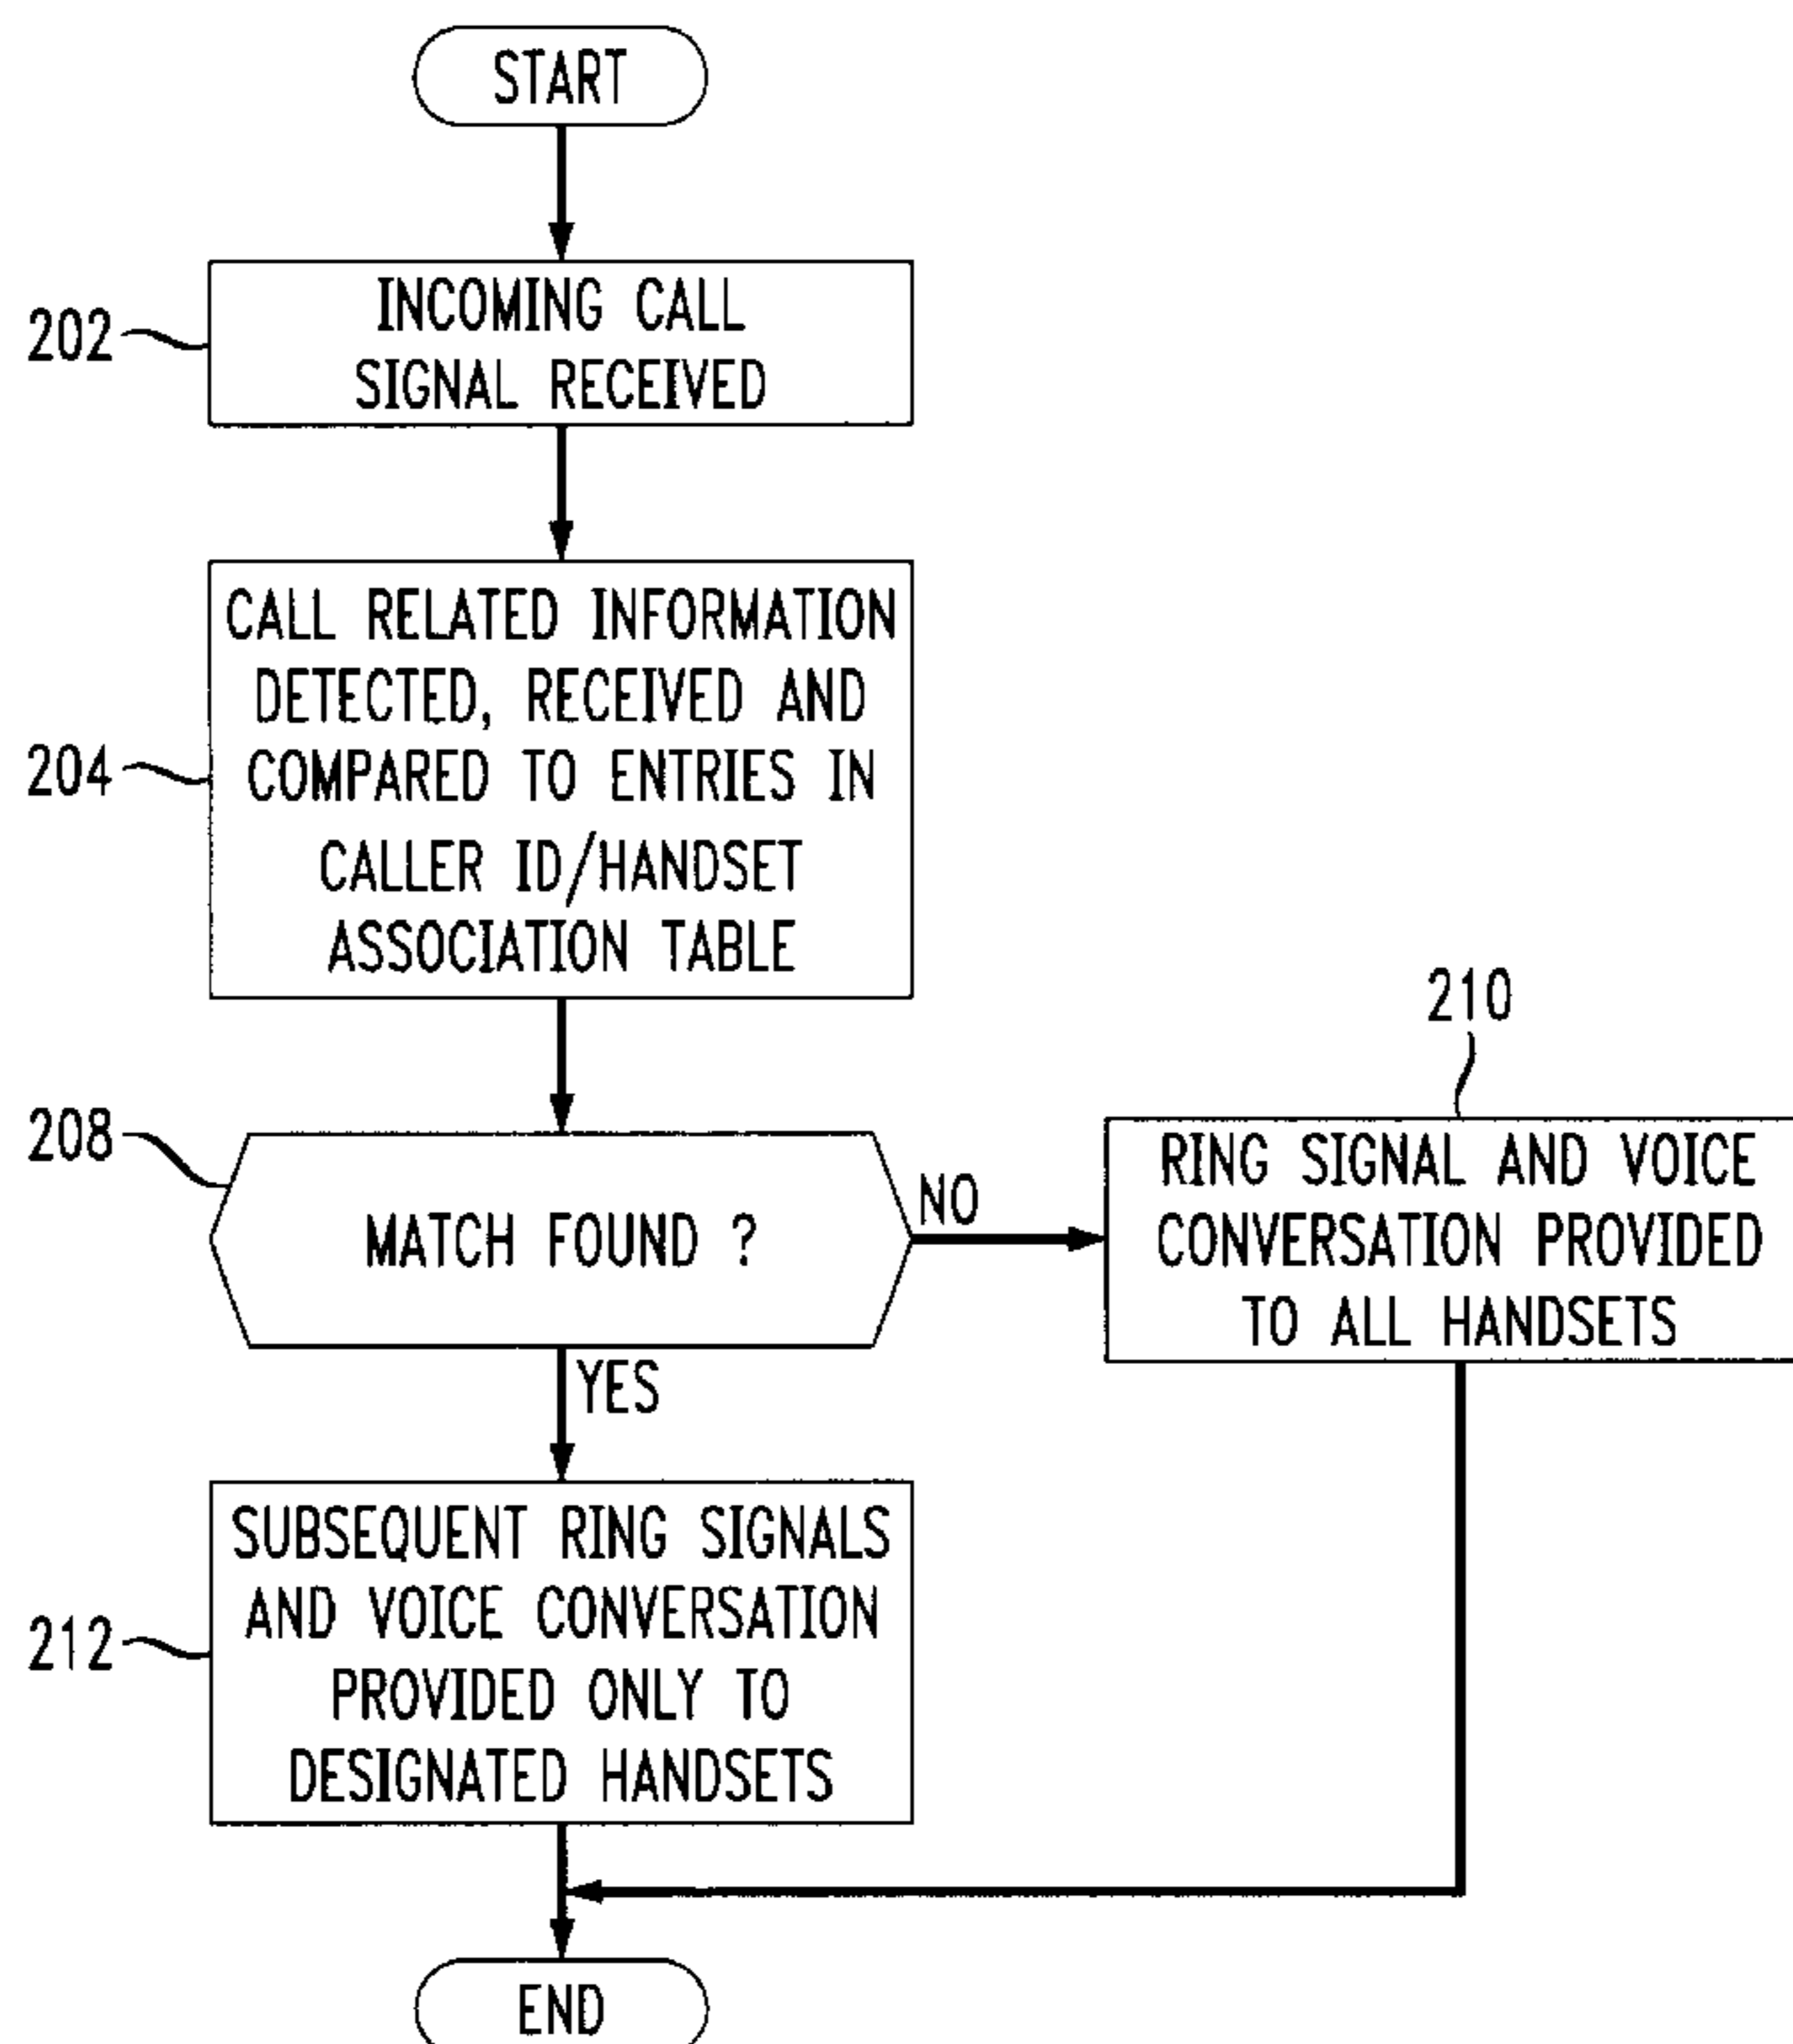 START
202
INCOMING CALL
SIGNAL RECEIVED
204
CALL RELATED INFORMATION
DETECTED, RECEIVED AND
COMPARED TO ENTRIES IN
CALLER ID/HANDSET
ASSOCIATION TABLE
208
MATCH FOUND ?
NO
210
RING SIGNAL AND VOICE
CONVERSATION PROVIDED
TO ALL HANDSETS
YES
212
SUBSEQUENT RING SIGNALS
AND VOICE CONVERSATION
PROVIDED ONLY TO
DESIGNATED HANDSETS
END